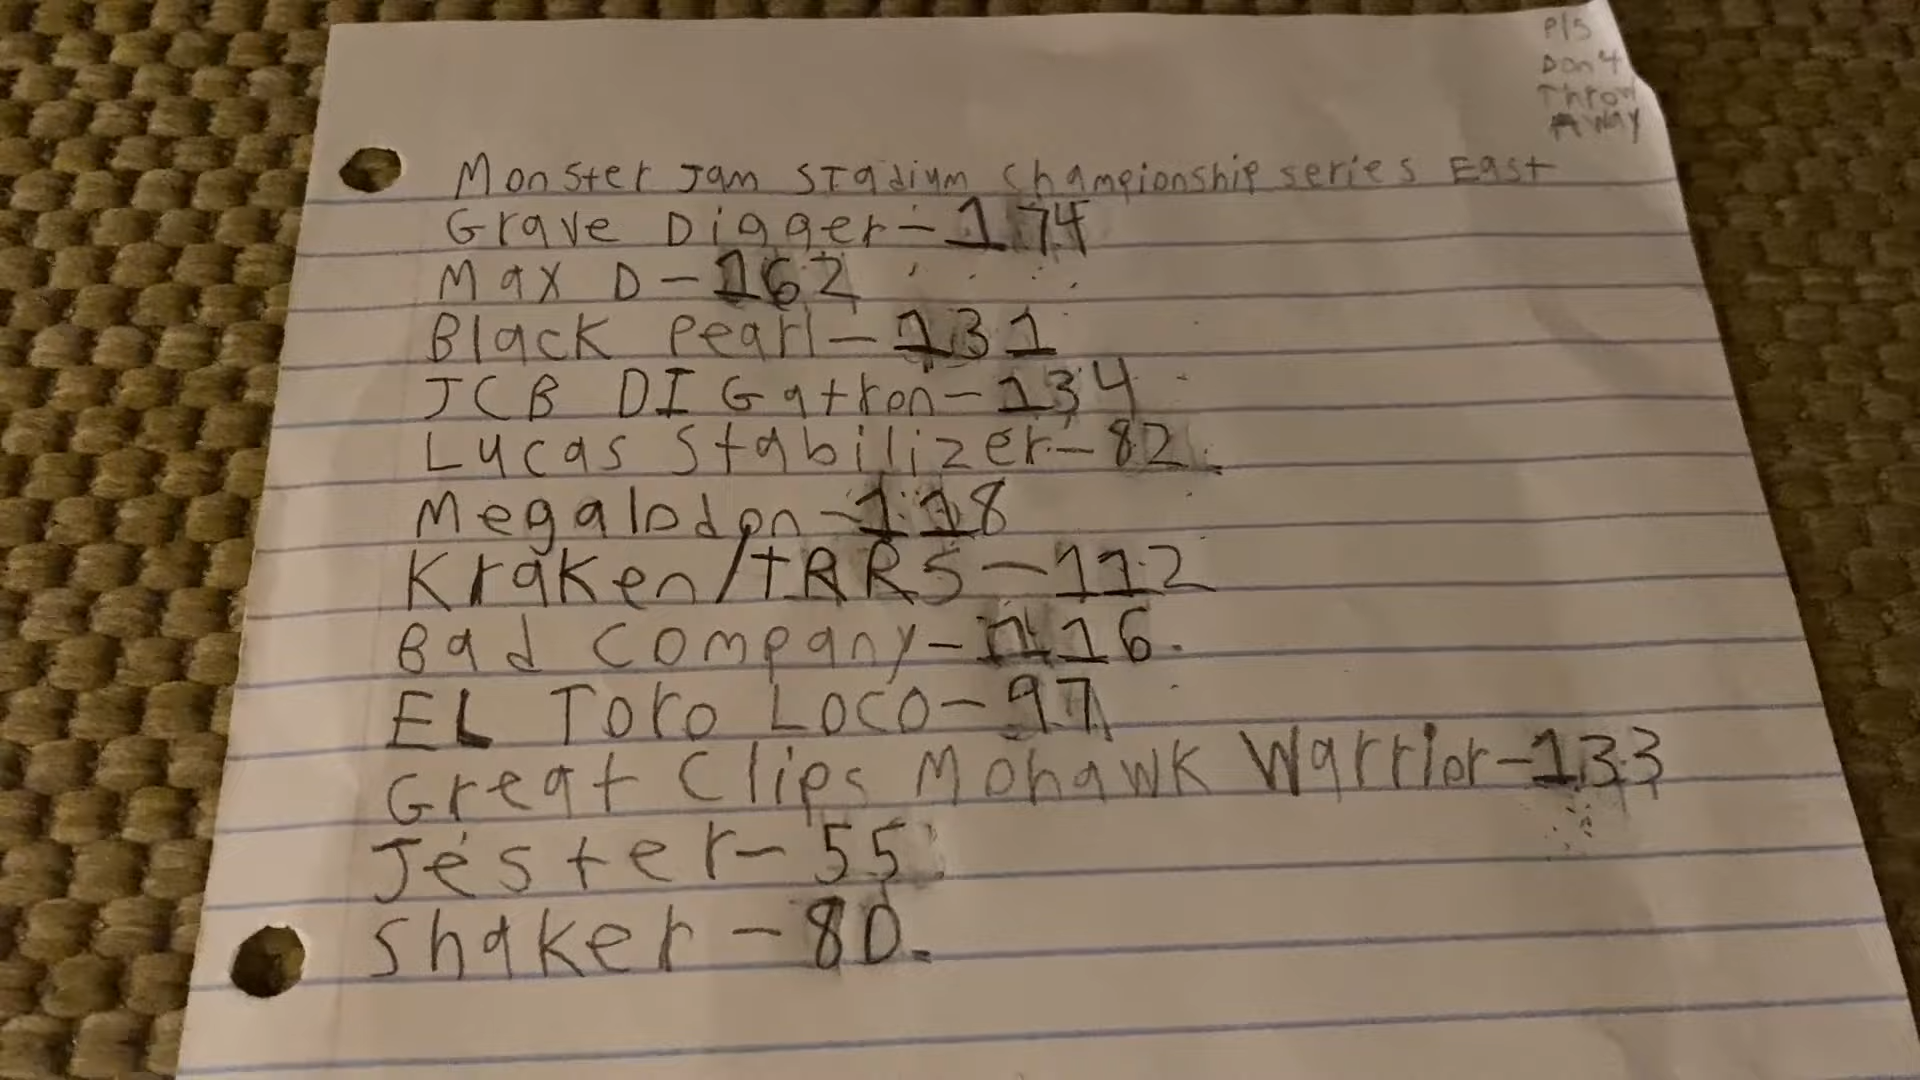 Pls
Don4
Throw
Away
Monster Jam Stadium Championship series East
Grave Digger-174
Max D-162
Black Pearl-131
JCB DIGatron-134
Lucas Stabilizer-82
Megalodon-118
Kraken/TRRS-112
Bad Company-116
EL Toro Loco-97
Great Clips Mohawk Warrior-133
Jester-55
Shaker-80